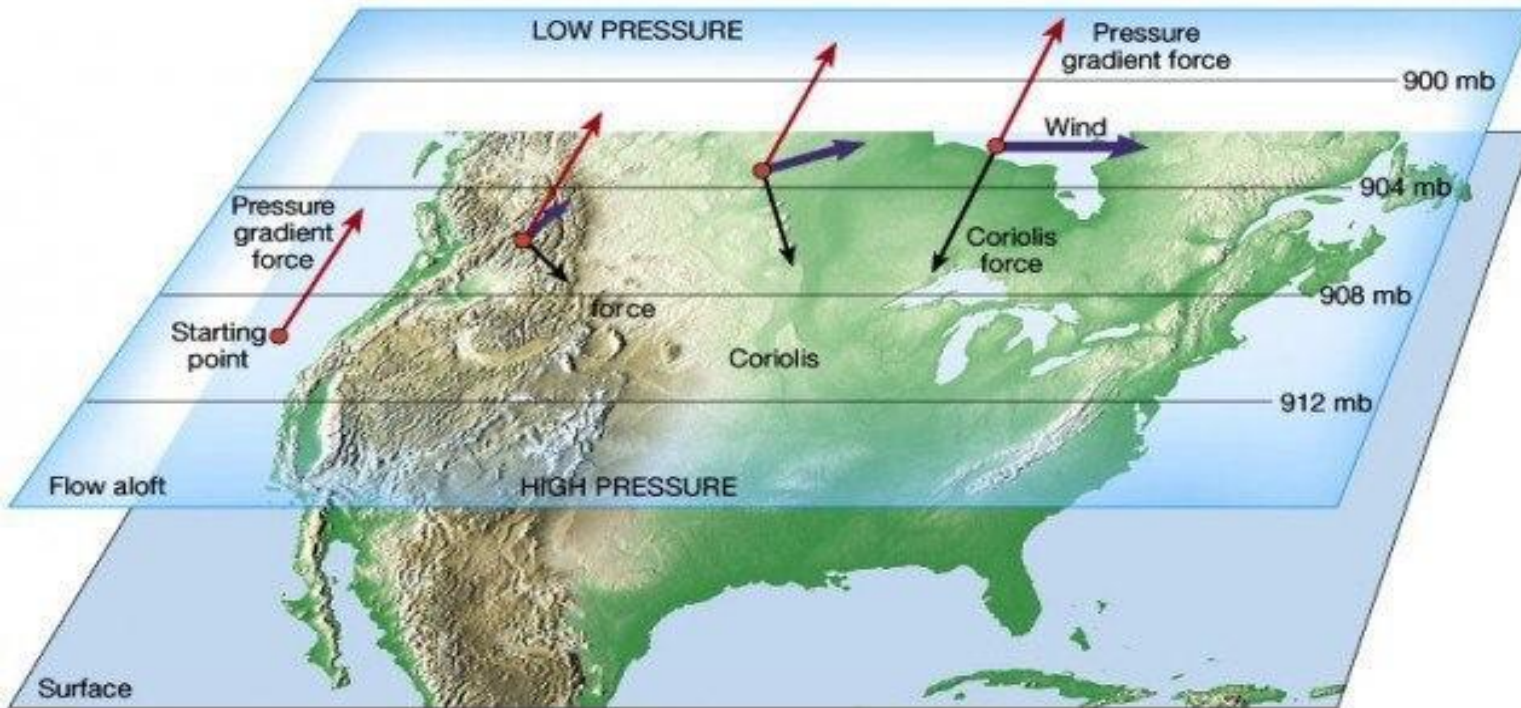 LOW PRESSURE
Pressure
gradient force
900 mb
Wind
904 mb
Pressure
gradient
force
Coriolis
force
908 mb
force
Starting
point
Coriolis
912 mb
Flow aloft
HIGH PRESSURE
Surface